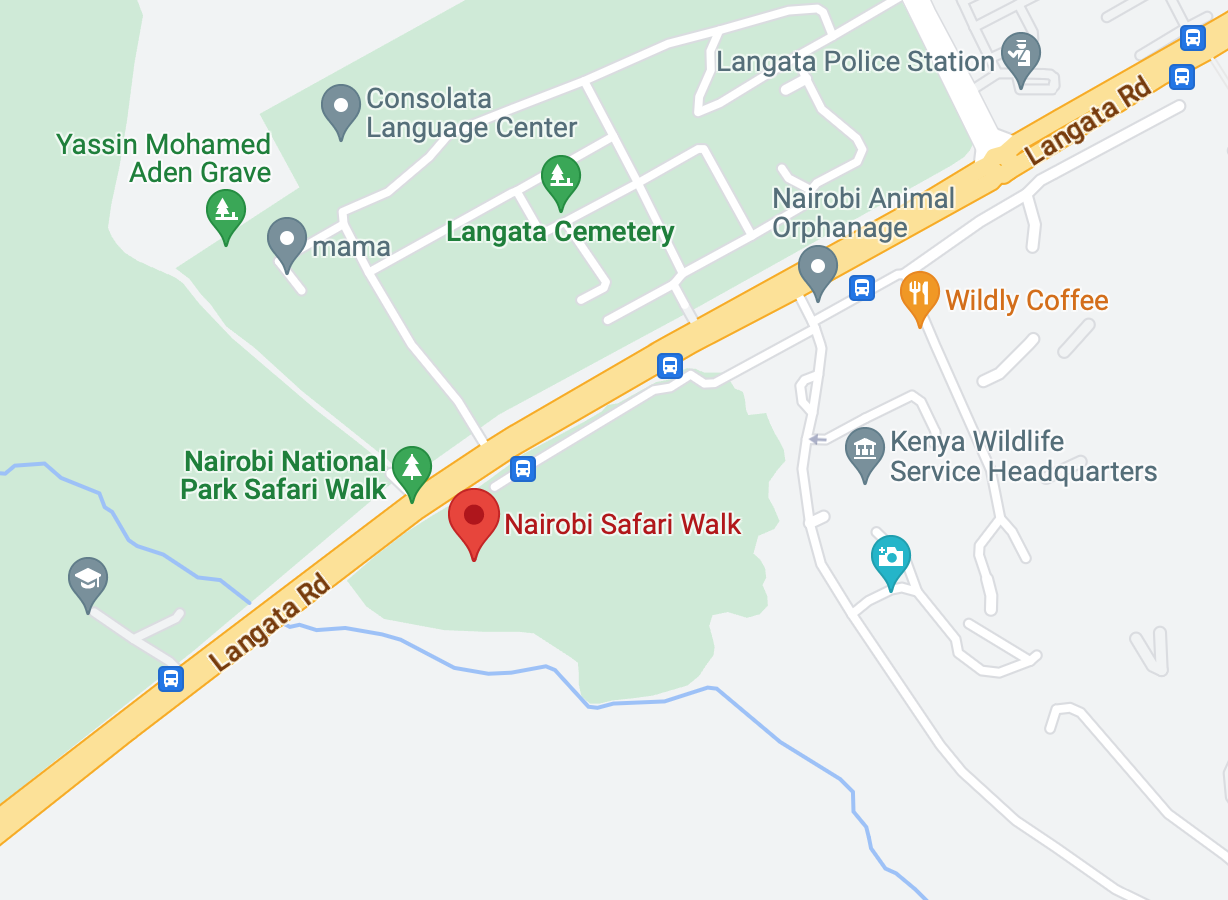 Langata Police Station
Langata Rd
Consolata
Language Center
Yassin Mohamed
Aden Grave
Nairobi Animal
Orphanage
Langata Cemetery
mama
Wildly Coffee
Kenya Wildlife
Service Headquarters
Nairobi National
Park Safari Walk
Nairobi Safari Walk
Langata Rd